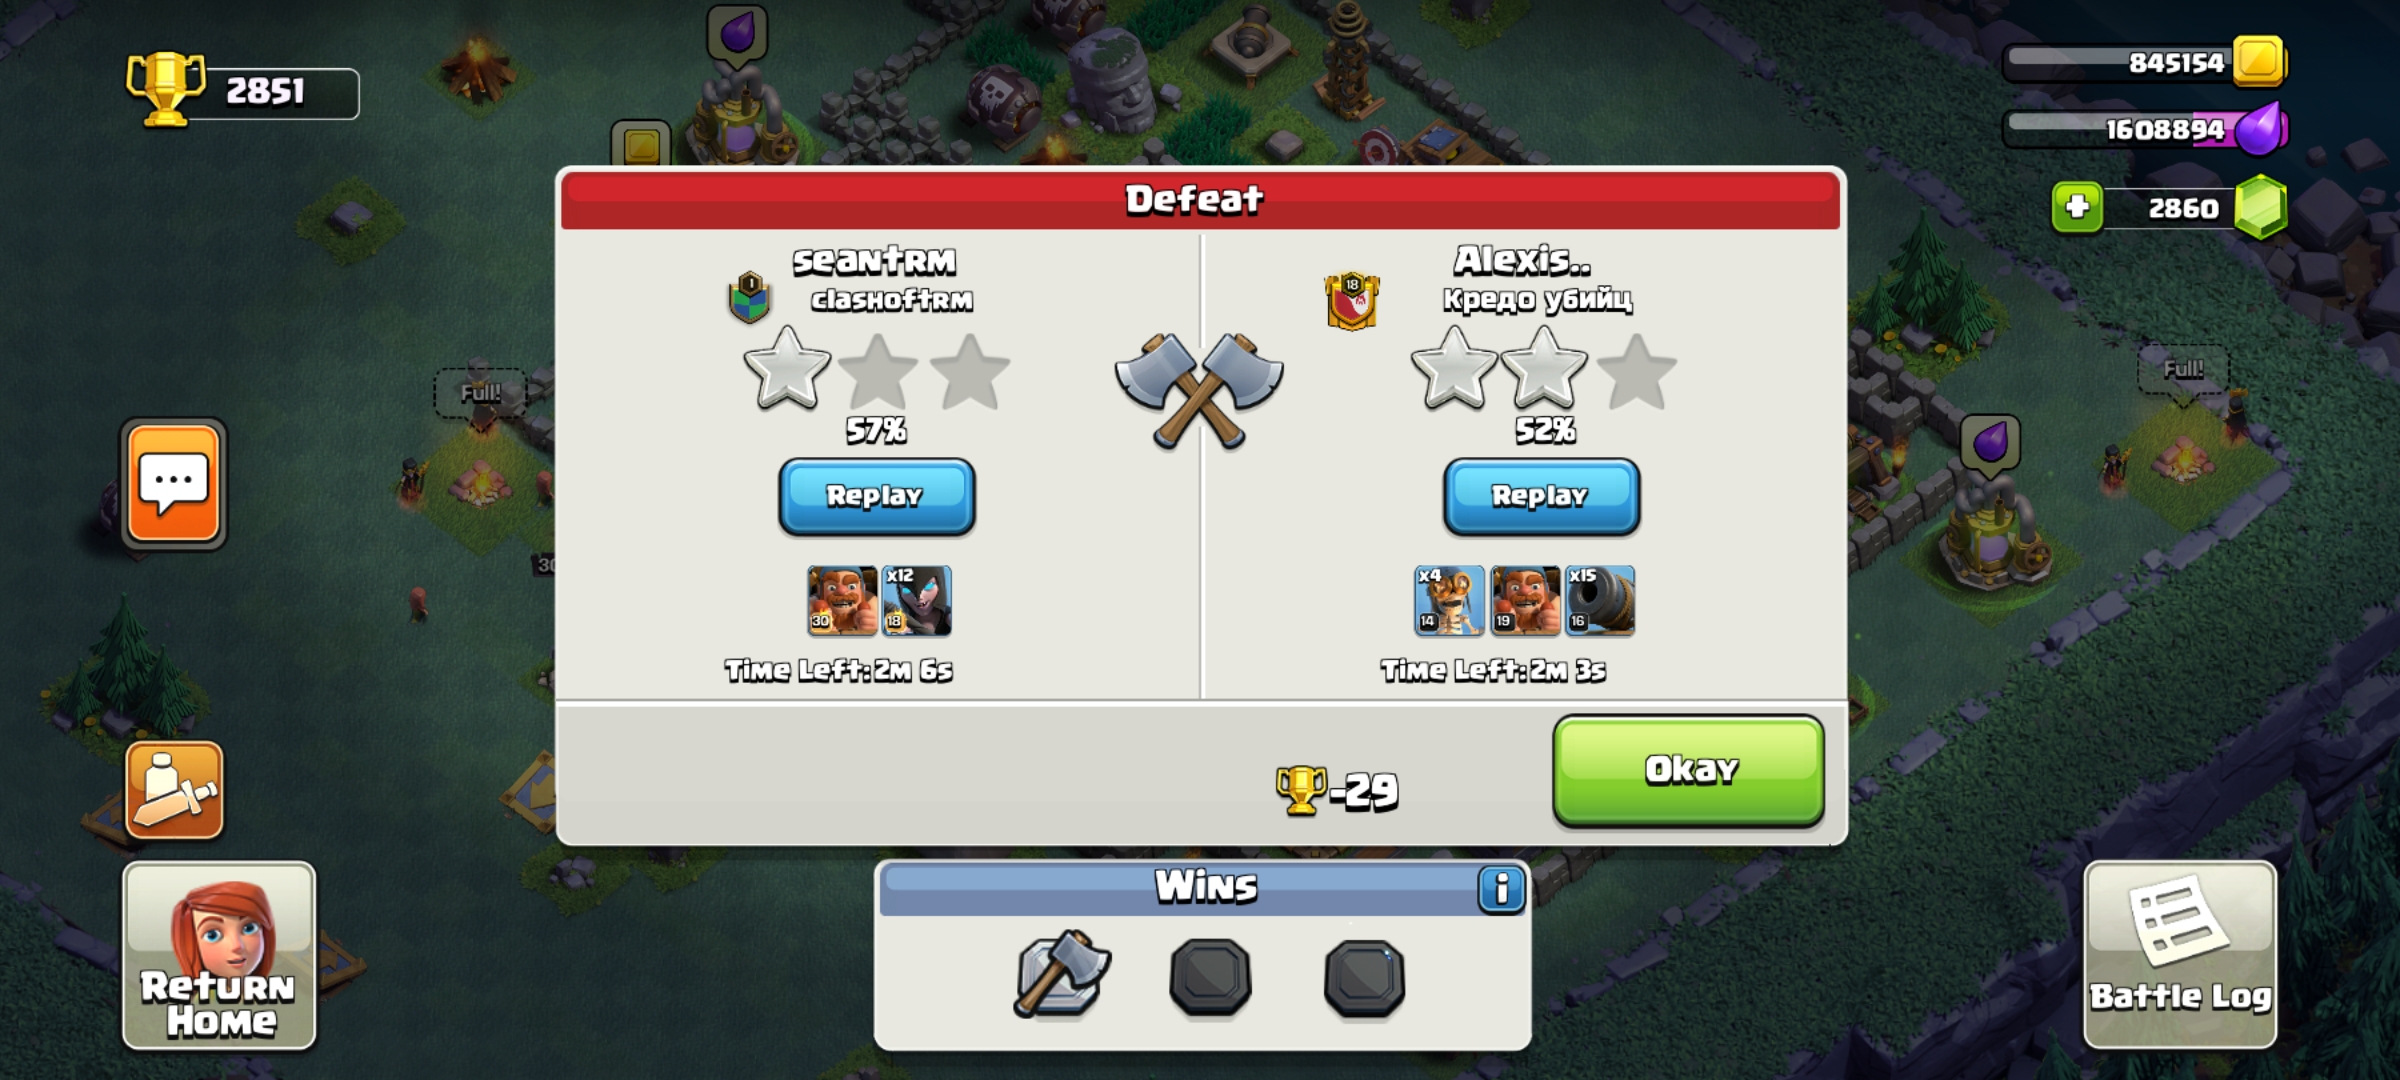 2851
845154
1608894
2860
Defeat
seantrm
clashoftrm
1
57%
Replay
30
x12
18
Time Left:2m 6s
Alexis..
Кредо убийц
18
52%
Replay
x4
14
19
x15
16
Time Left:2m 3s
Full!
Full!
30
-29
Okay
Wins
i
Return
Home
Battle Log